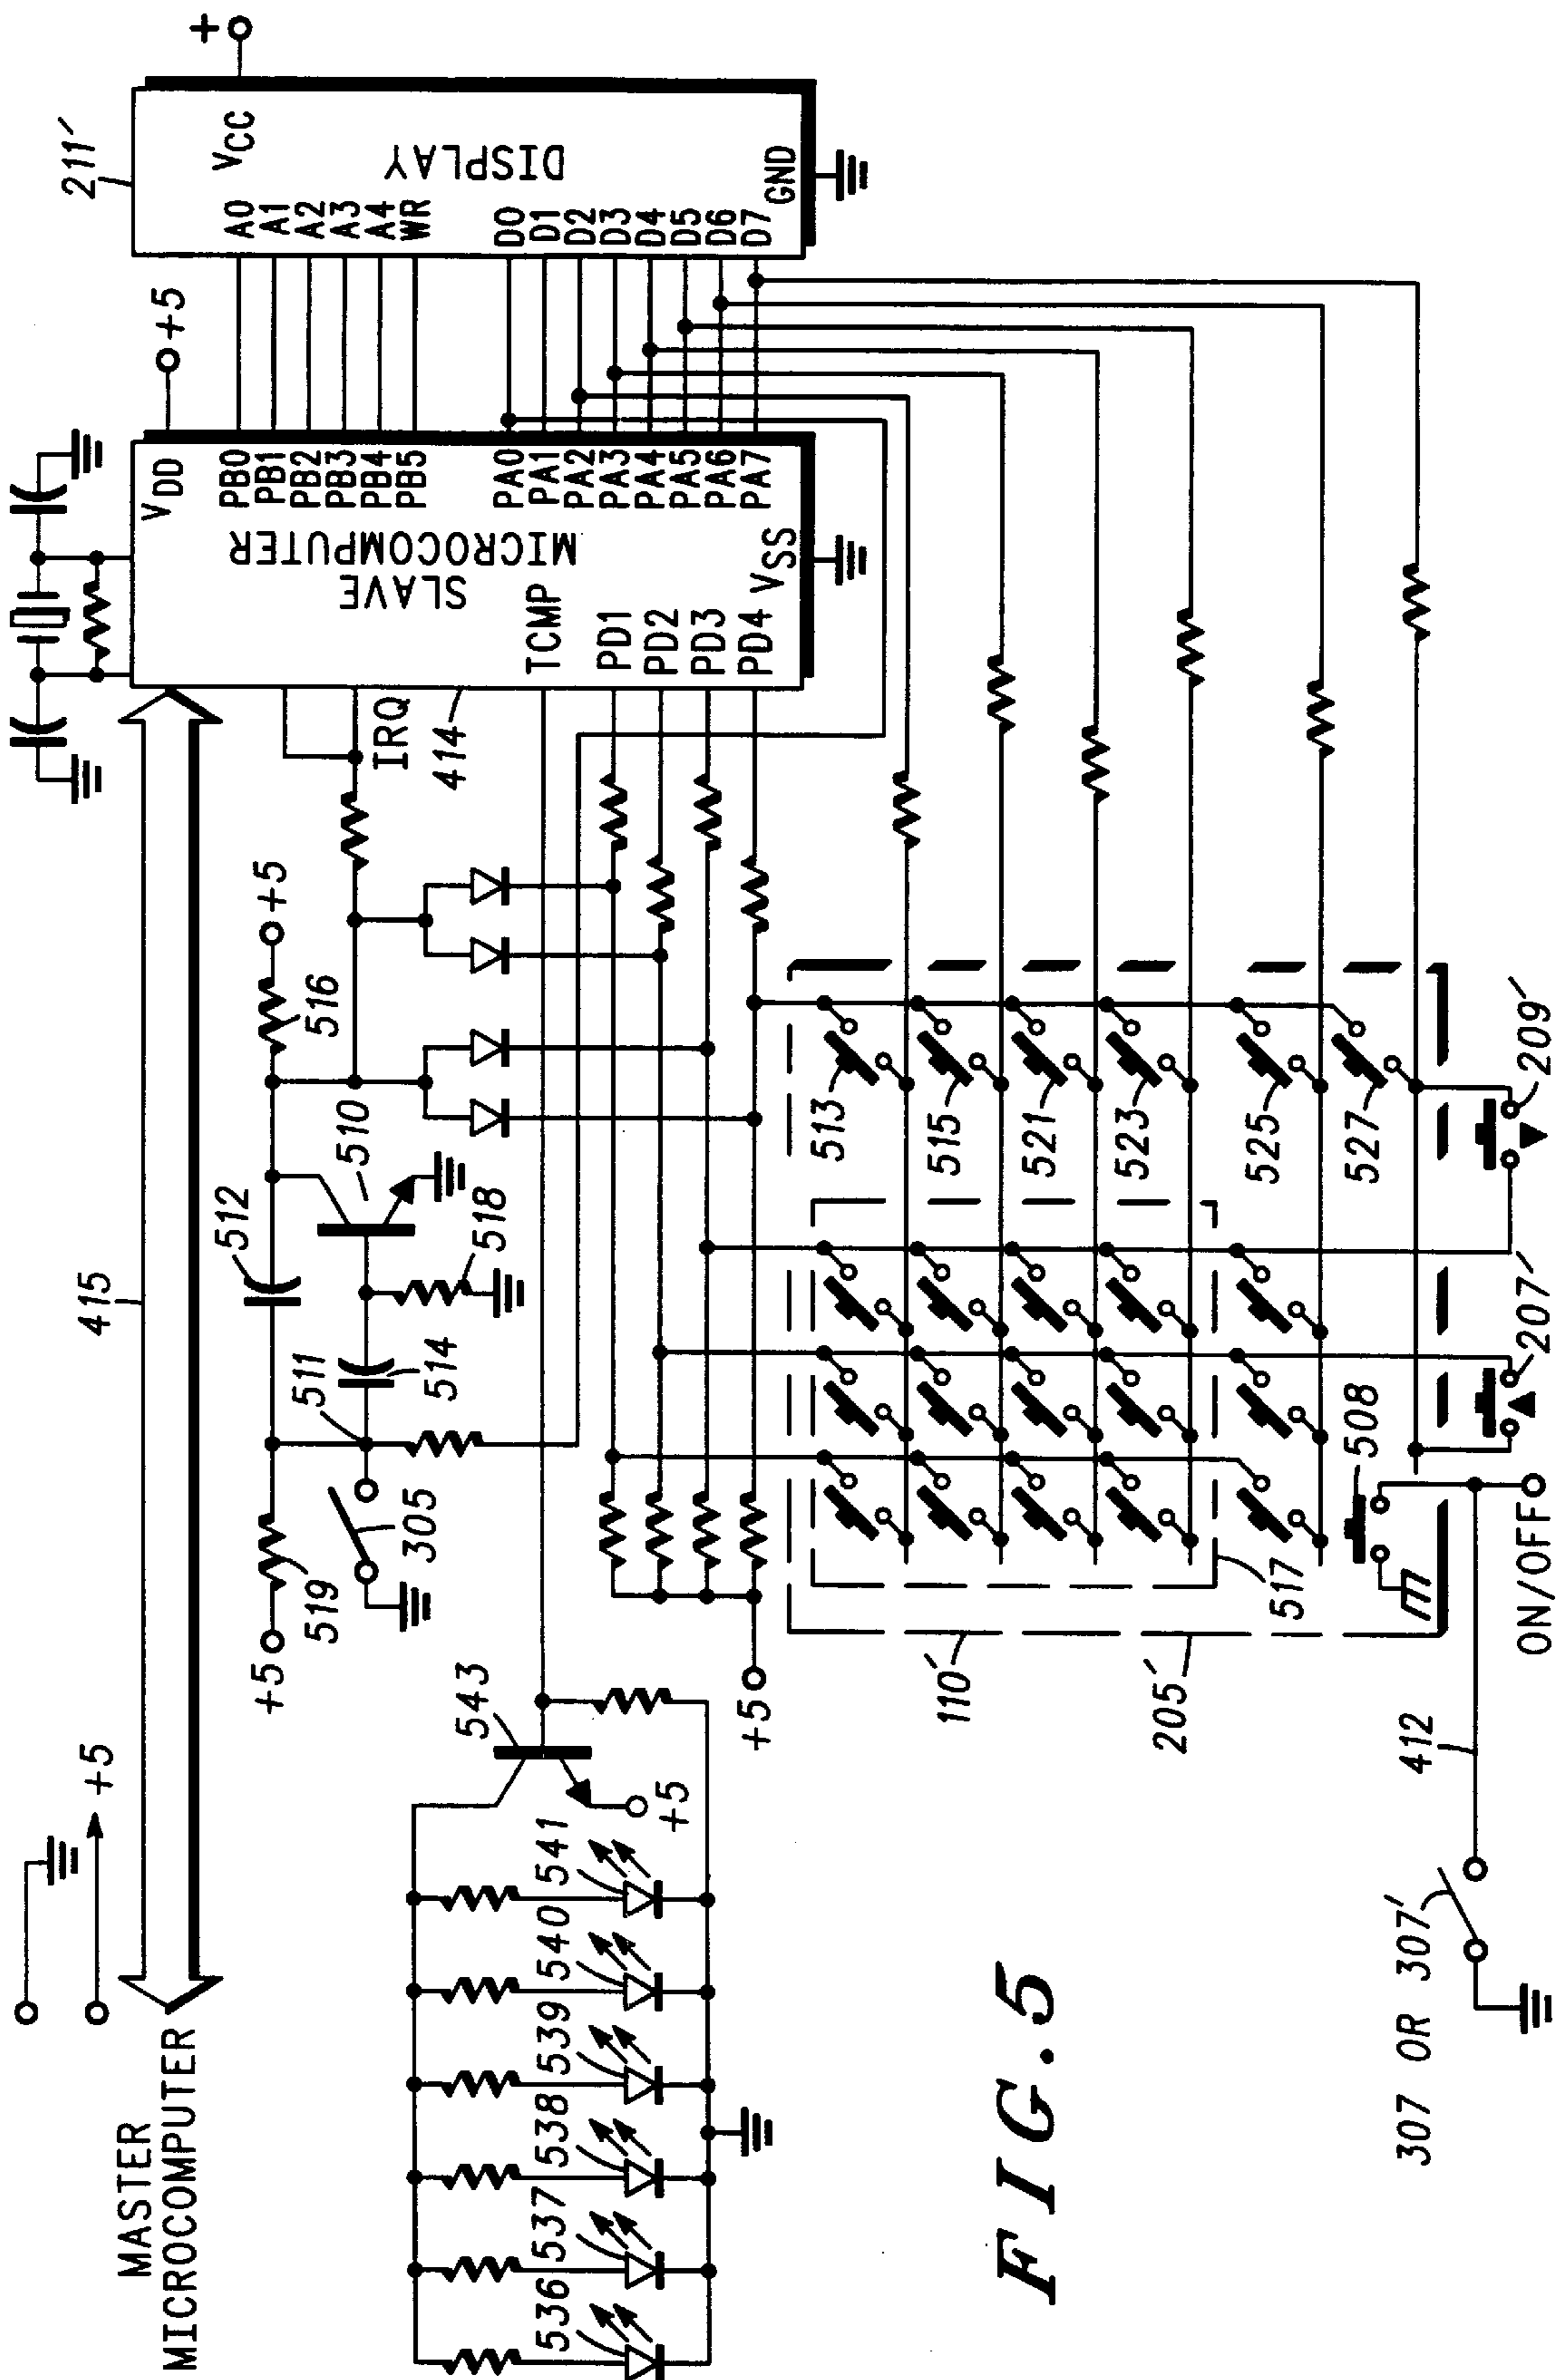 MASTER
MICROCOMPUTER
+5
415
211′
+
VCC
DISPLAY
A0
A1
A2
A3
A4
WR
D0
D1
D2
D3
D4
D5
D6
D7
GND
+5
VDD
PB0
PB1
PB2
PB3
PB4
PB5
PA0
PA1
PA2
PA3
PA4
PA5
PA6
PA7
SLAVE
MICROCOMPUTER
VSS
TCMP
PD1
PD2
PD3
PD4
IRQ
414
+5
516
510
512
518
514
511
305
519
+5
543
+5
+5
536
537
538
539
540
541
513
515
521
523
525
527
209′
207′
508
517
110′
205′
ON/OFF
412
307 OR 307′
FIG.5